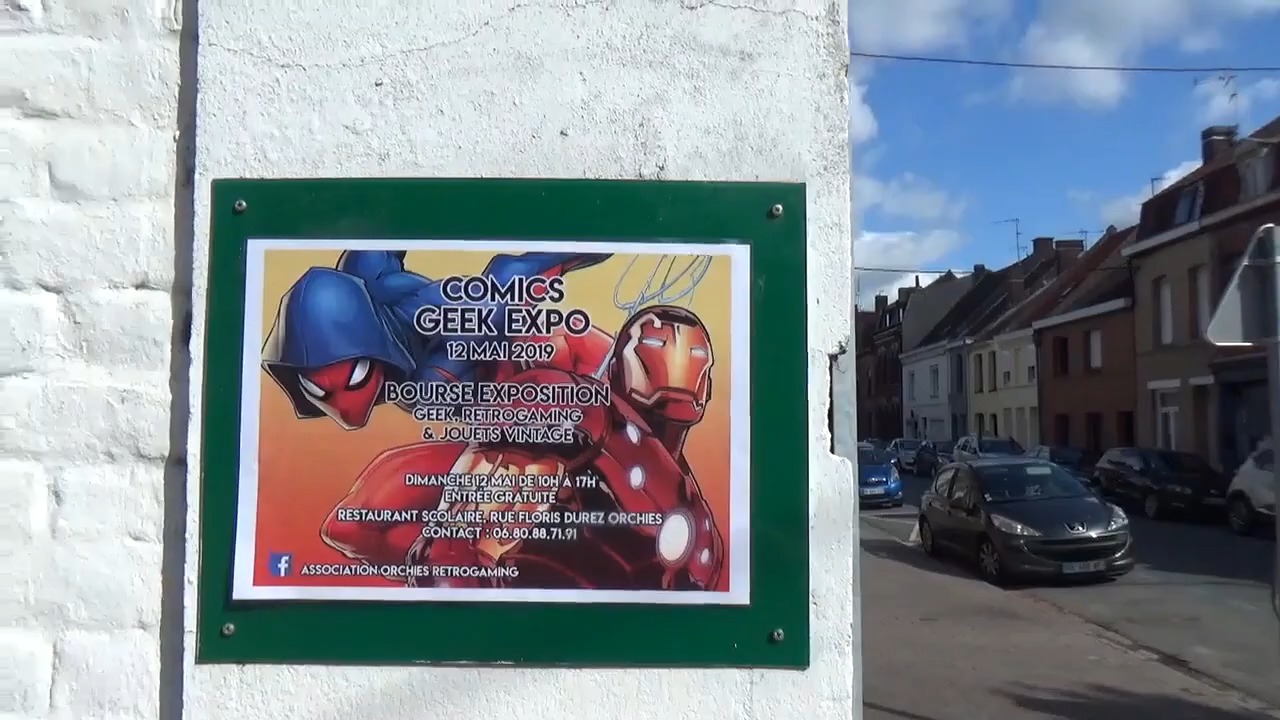 COMICS
GEEK EXPO
12 MAI 2019
BOURSE EXPOSITION
GEEK, RETROGAMING
& JOUETS VINTAGE
DIMANCHE 12 MAI DE 10H À 17H
ENTRÉE GRATUITE
RESTAURANT SCOLAIRE, RUE FLORIS DUREZ ORCHIES
CONTACT : 06.80.88.71.91
f ASSOCIATION ORCHIES RETROGAMING